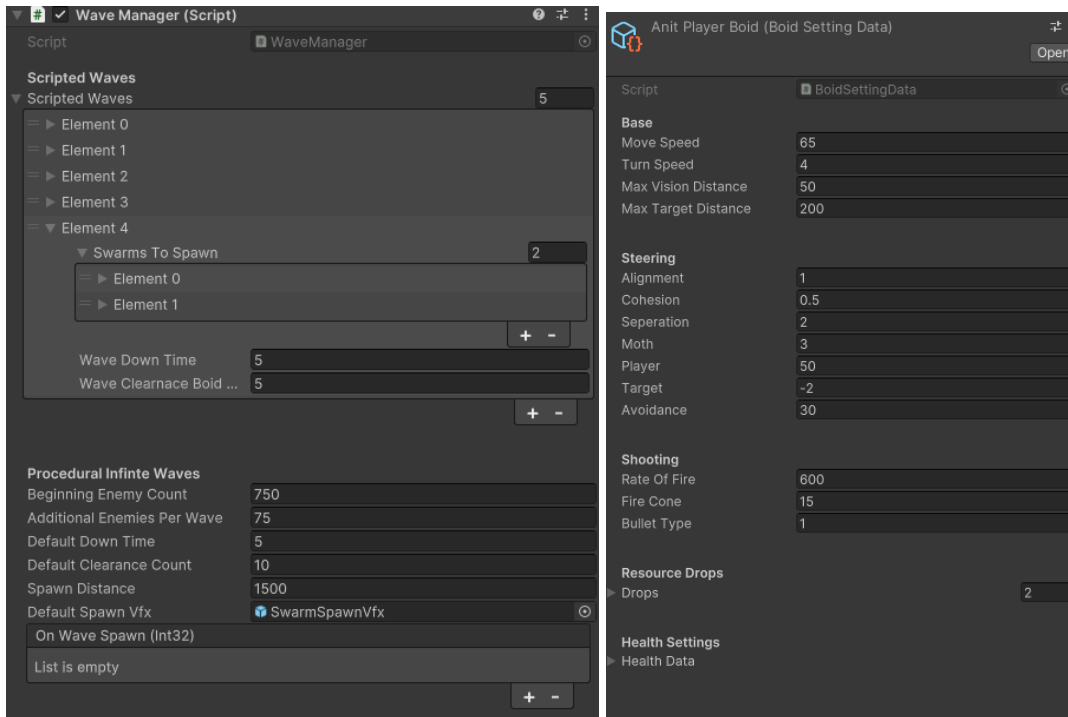 # Wave Manager (Script)
Script WaveManager
Scripted Waves
Scripted Waves 5
Element 0
Element 1
Element 2
Element 3
Element 4
Swarms To Spawn 2
Element 0
Element 1
+ -
Wave Down Time 5
Wave Clearnace Boid ... 5
+ -
Procedural Infinte Waves
Beginning Enemy Count 750
Additional Enemies Per Wave 75
Default Down Time 5
Default Clearance Count 10
Spawn Distance 1500
Default Spawn Vfx SwarmSpawnVfx
On Wave Spawn (Int32)
List is empty
+ -
Anit Player Boid (Boid Setting Data)
Open
Script BoidSettingData
Base
Move Speed 65
Turn Speed 4
Max Vision Distance 50
Max Target Distance 200
Steering
Alignment 1
Cohesion 0.5
Seperation 2
Moth 3
Player 50
Target -2
Avoidance 30
Shooting
Rate Of Fire 600
Fire Cone 15
Bullet Type 1
Resource Drops
Drops 2
Health Settings
Health Data